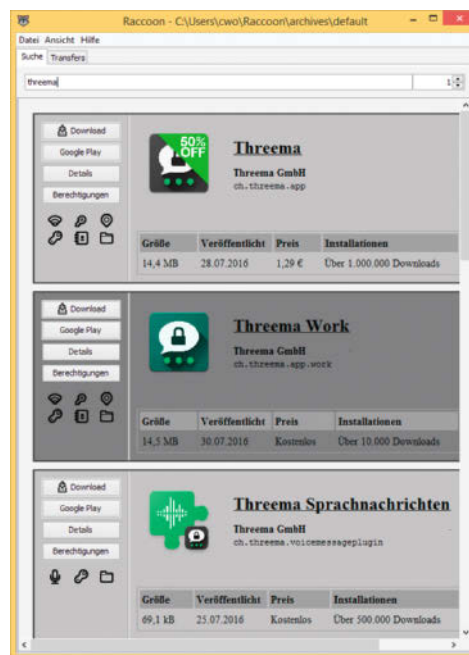 Raccoon - C:\Users\cwo\Raccoon\archives\default
Datei Ansicht Hilfe
Suche Transfers
threema
1
Download
Google Play
Details
Berechtigungen
50% OFF
Threema
Threema GmbH
ch.threema.app
Größe Veröffentlicht Preis Installationen
14,4 MB 28.07.2016 1,29 € Über 1.000.000 Downloads
Download
Google Play
Details
Berechtigungen
Threema Work
Threema GmbH
ch.threema.app.work
Größe Veröffentlicht Preis Installationen
14,5 MB 30.07.2016 Kostenlos Über 10.000 Downloads
Download
Google Play
Details
Berechtigungen
Threema Sprachnachrichten
Threema GmbH
ch.threema.voicemessageplugin
Größe Veröffentlicht Preis Installationen
69,1 kB 25.07.2016 Kostenlos Über 500.000 Downloads